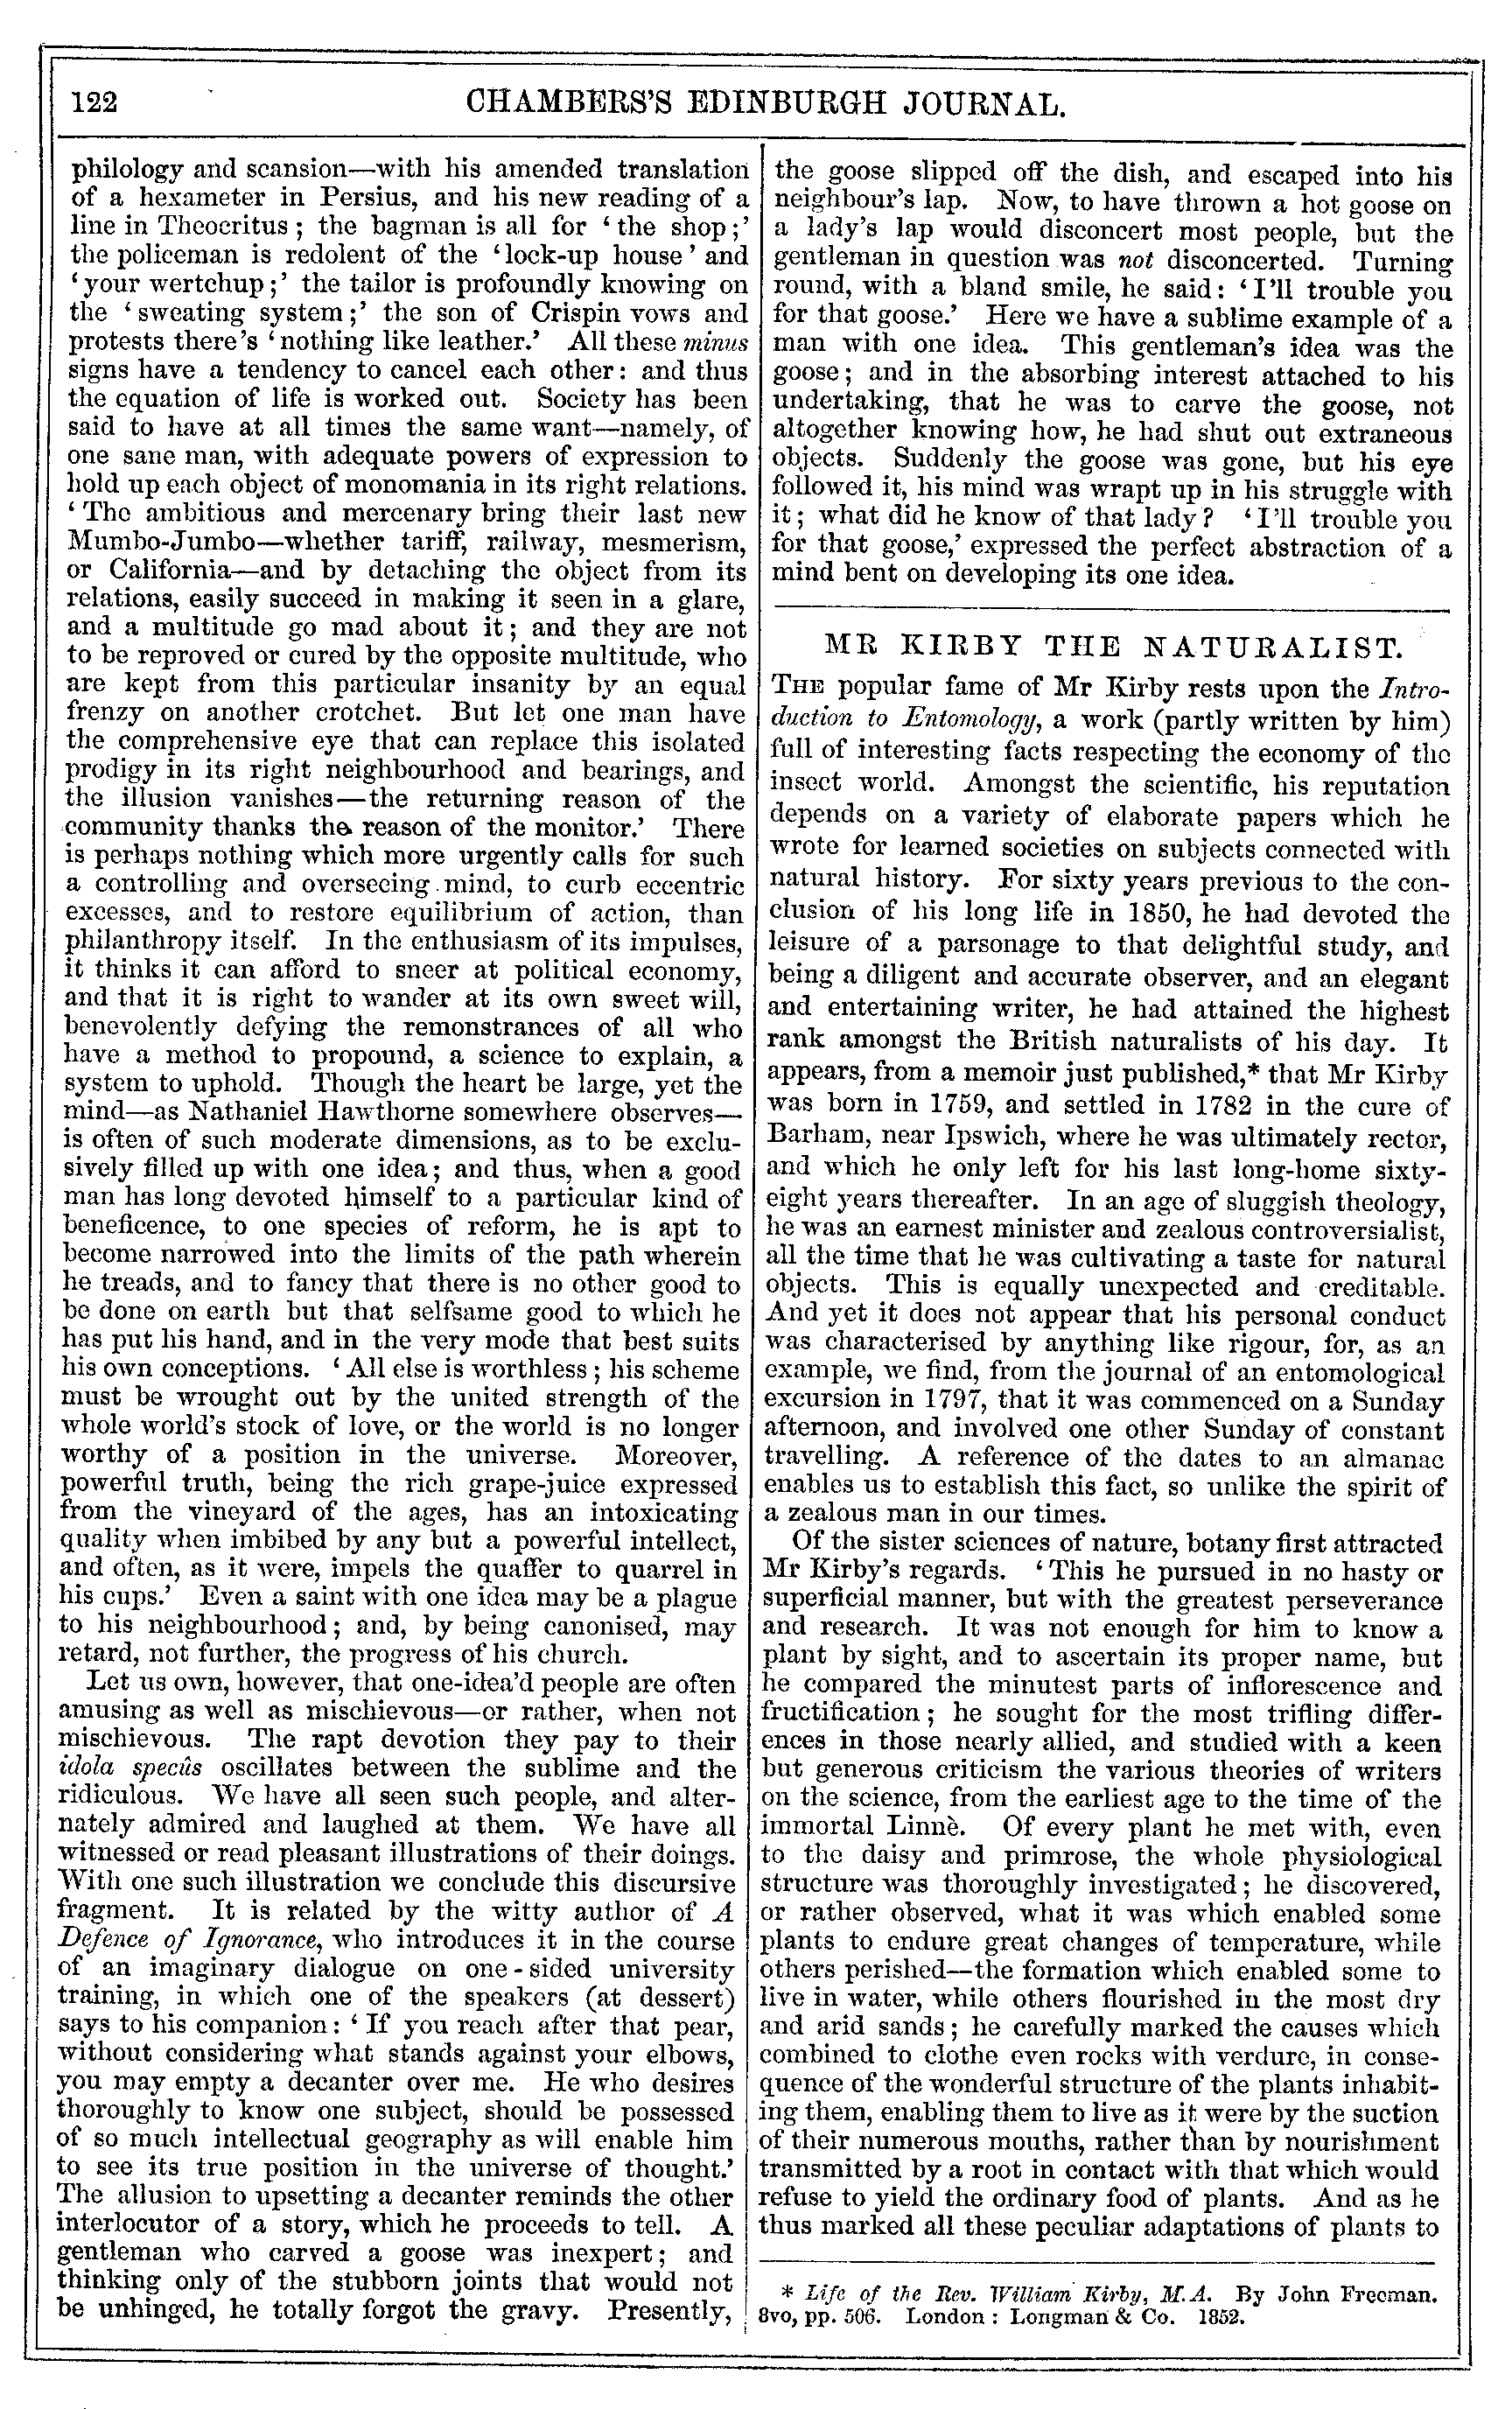 122
CHAMBERS'S EDINBURGH JOURNAL.
philology and scansion—with his amended translation
of a hexameter in Persius, and his new reading of a
line in Theocritus; the bagman is all for 'the shop;'
the policeman is redolent of the 'lock-up house' and
'your wertchup;' the tailor is profoundly knowing on
the 'sweating system;' the son of Crispin vows and
protests there's 'nothing like leather.' All these minus
signs have a tendency to cancel each other: and thus
the equation of life is worked out. Society has been
said to have at all times the same want—namely, of
one sane man, with adequate powers of expression to
hold up each object of monomania in its right relations.
'The ambitious and mercenary bring their last new
Mumbo-Jumbo—whether tariff, railway, mesmerism,
or California—and by detaching the object from its
relations, easily succeed in making it seen in a glare,
and a multitude go mad about it; and they are not
to be reproved or cured by the opposite multitude, who
are kept from this particular insanity by an equal
frenzy on another crotchet. But let one man have
the comprehensive eye that can replace this isolated
prodigy in its right neighbourhood and bearings, and
the illusion vanishes—the returning reason of the
community thanks the reason of the monitor.' There
is perhaps nothing which more urgently calls for such
a controlling and overseeing mind, to curb eccentric
excesses, and to restore equilibrium of action, than
philanthropy itself. In the enthusiasm of its impulses,
it thinks it can afford to sneer at political economy,
and that it is right to wander at its own sweet will,
benevolently defying the remonstrances of all who
have a method to propound, a science to explain, a
system to uphold. Though the heart be large, yet the
mind—as Nathaniel Hawthorne somewhere observes—
is often of such moderate dimensions, as to be exclu-
sively filled up with one idea; and thus, when a good
man has long devoted himself to a particular kind of
beneficence, to one species of reform, he is apt to
become narrowed into the limits of the path wherein
he treads, and to fancy that there is no other good to
be done on earth but that selfsame good to which he
has put his hand, and in the very mode that best suits
his own conceptions. 'All else is worthless; his scheme
must be wrought out by the united strength of the
whole world's stock of love, or the world is no longer
worthy of a position in the universe. Moreover,
powerful truth, being the rich grape-juice expressed
from the vineyard of the ages, has an intoxicating
quality when imbibed by any but a powerful intellect,
and often, as it were, impels the quaffer to quarrel in
his cups.' Even a saint with one idea may be a plague
to his neighbourhood; and, by being canonised, may
retard, not further, the progress of his church.
Let us own, however, that one-idea'd people are often
amusing as well as mischievous—or rather, when not
mischievous. The rapt devotion they pay to their
idola specûs oscillates between the sublime and the
ridiculous. We have all seen such people, and alter-
nately admired and laughed at them. We have all
witnessed or read pleasant illustrations of their doings.
With one such illustration we conclude this discursive
fragment. It is related by the witty author of A
Defence of Ignorance, who introduces it in the course
of an imaginary dialogue on one-sided university
training, in which one of the speakers (at dessert)
says to his companion: 'If you reach after that pear,
without considering what stands against your elbows,
you may empty a decanter over me. He who desires
thoroughly to know one subject, should be possessed
of so much intellectual geography as will enable him
to see its true position in the universe of thought.'
The allusion to upsetting a decanter reminds the other
interlocutor of a story, which he proceeds to tell. A
gentleman who carved a goose was inexpert; and
thinking only of the stubborn joints that would not
be unhinged, he totally forgot the gravy. Presently,
the goose slipped off the dish, and escaped into his
neighbour's lap. Now, to have thrown a hot goose on
a lady's lap would disconcert most people, but the
gentleman in question was not disconcerted. Turning
round, with a bland smile, he said: 'I'll trouble you
for that goose.' Here we have a sublime example of a
man with one idea. This gentleman's idea was the
goose; and in the absorbing interest attached to his
undertaking, that he was to carve the goose, not
altogether knowing how, he had shut out extraneous
objects. Suddenly the goose was gone, but his eye
followed it, his mind was wrapt up in his struggle with
it; what did he know of that lady? 'I'll trouble you
for that goose,' expressed the perfect abstraction of a
mind bent on developing its one idea.
MR KIRBY THE NATURALIST.
THE popular fame of Mr Kirby rests upon the Intro-
duction to Entomology, a work (partly written by him)
full of interesting facts respecting the economy of the
insect world. Amongst the scientific, his reputation
depends on a variety of elaborate papers which he
wrote for learned societies on subjects connected with
natural history. For sixty years previous to the con-
clusion of his long life in 1850, he had devoted the
leisure of a parsonage to that delightful study, and
being a diligent and accurate observer, and an elegant
and entertaining writer, he had attained the highest
rank amongst the British naturalists of his day. It
appears, from a memoir just published,* that Mr Kirby
was born in 1759, and settled in 1782 in the cure of
Barham, near Ipswich, where he was ultimately rector,
and which he only left for his last long-home sixty-
eight years thereafter. In an age of sluggish theology,
he was an earnest minister and zealous controversialist,
all the time that he was cultivating a taste for natural
objects. This is equally unexpected and creditable.
And yet it does not appear that his personal conduct
was characterised by anything like rigour, for, as an
example, we find, from the journal of an entomological
excursion in 1797, that it was commenced on a Sunday
afternoon, and involved one other Sunday of constant
travelling. A reference of the dates to an almanac
enables us to establish this fact, so unlike the spirit of
a zealous man in our times.
Of the sister sciences of nature, botany first attracted
Mr Kirby's regards. 'This he pursued in no hasty or
superficial manner, but with the greatest perseverance
and research. It was not enough for him to know a
plant by sight, and to ascertain its proper name, but
he compared the minutest parts of inflorescence and
fructification; he sought for the most trifling differ-
ences in those nearly allied, and studied with a keen
but generous criticism the various theories of writers
on the science, from the earliest age to the time of the
immortal Linnè. Of every plant he met with, even
to the daisy and primrose, the whole physiological
structure was thoroughly investigated; he discovered,
or rather observed, what it was which enabled some
plants to endure great changes of temperature, while
others perished—the formation which enabled some to
live in water, while others flourished in the most dry
and arid sands; he carefully marked the causes which
combined to clothe even rocks with verdure, in conse-
quence of the wonderful structure of the plants inhabit-
ing them, enabling them to live as it were by the suction
of their numerous mouths, rather than by nourishment
transmitted by a root in contact with that which would
refuse to yield the ordinary food of plants. And as he
thus marked all these peculiar adaptations of plants to
* Life of the Rev. William Kirby, M.A. By John Freeman.
8vo, pp. 506. London: Longman & Co. 1852.